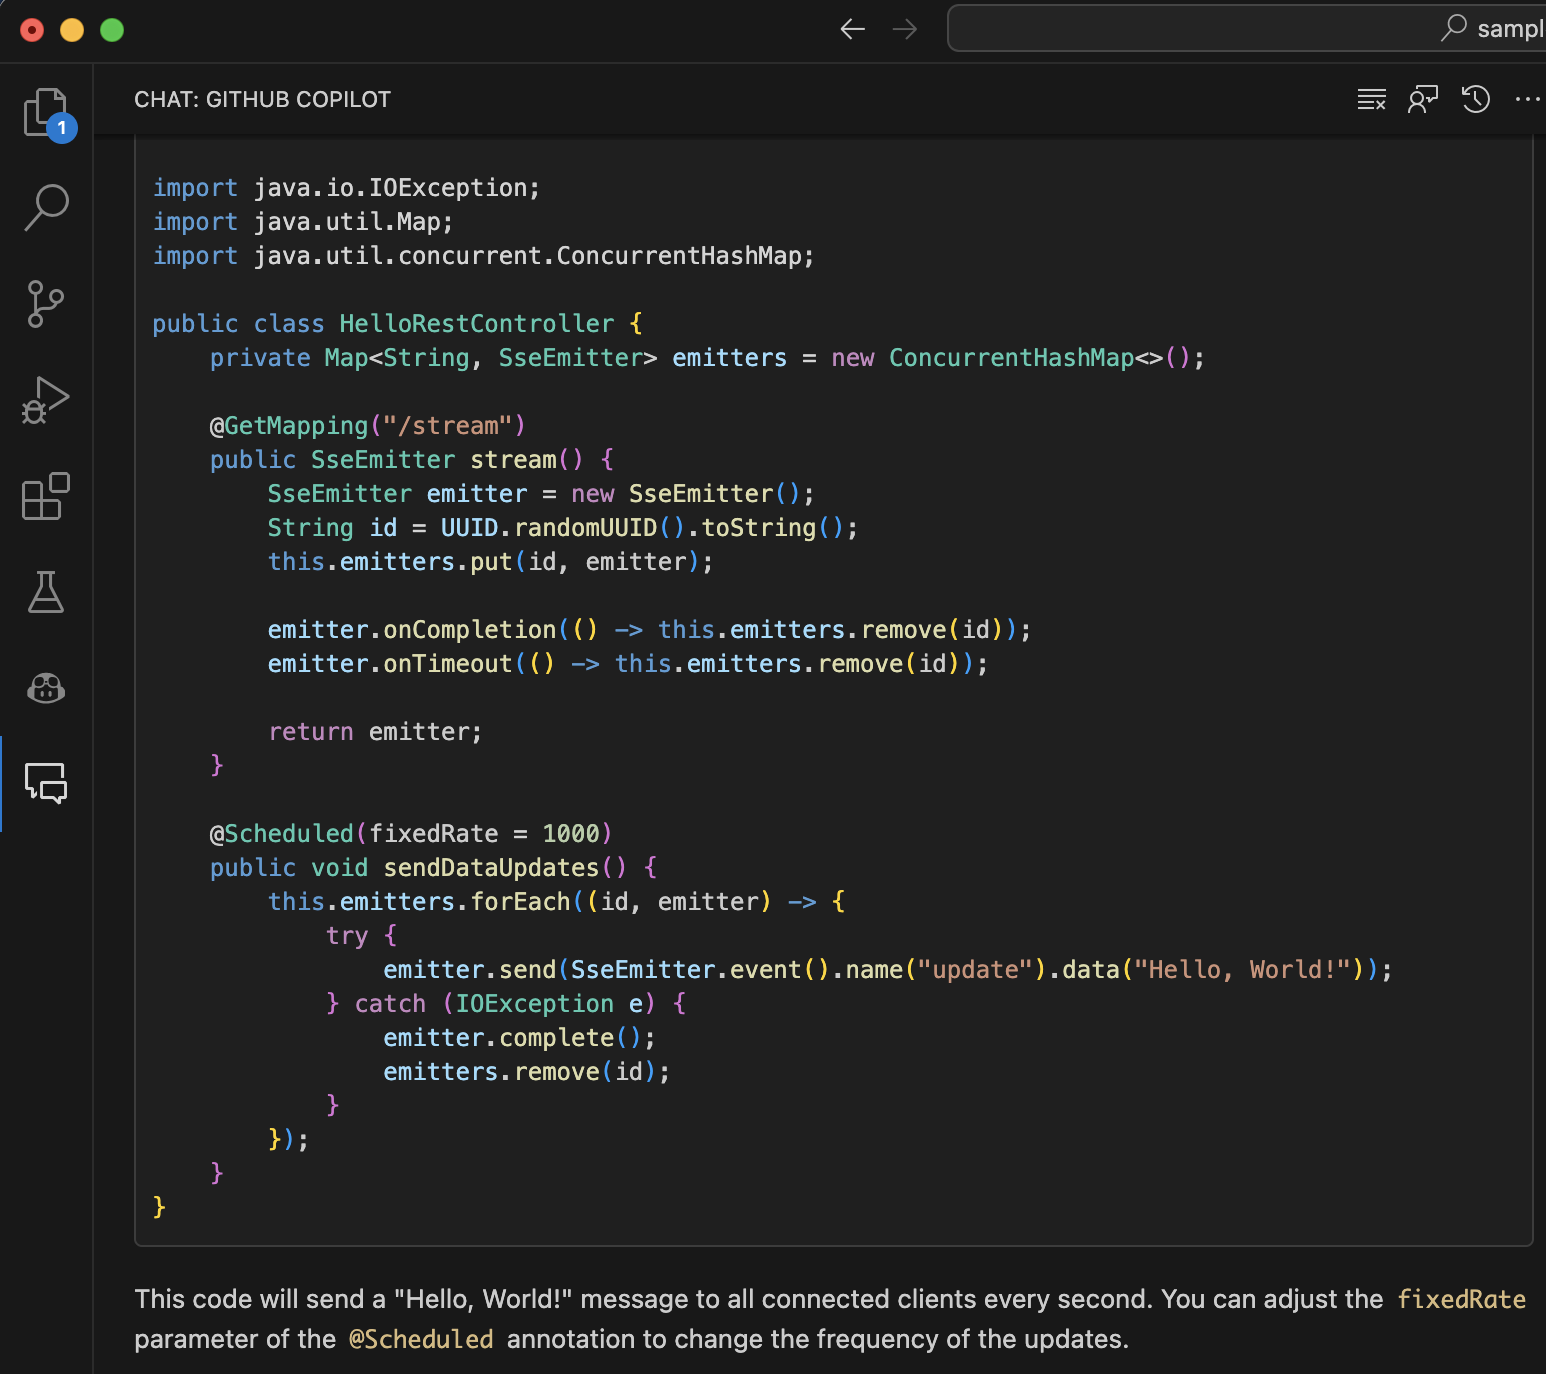 sampl
1
CHAT: GITHUB COPILOT
import java.io.IOException;
import java.util.Map;
import java.util.concurrent.ConcurrentHashMap;
public class HelloRestController {
    private Map<String, SseEmitter> emitters = new ConcurrentHashMap<>();
    @GetMapping("/stream")
    public SseEmitter stream() {
        SseEmitter emitter = new SseEmitter();
        String id = UUID.randomUUID().toString();
        this.emitters.put(id, emitter);
        emitter.onCompletion(() -> this.emitters.remove(id));
        emitter.onTimeout(() -> this.emitters.remove(id));
        return emitter;
    }
    @Scheduled(fixedRate = 1000)
    public void sendDataUpdates() {
        this.emitters.forEach((id, emitter) -> {
            try {
                emitter.send(SseEmitter.event().name("update").data("Hello, World!"));
            } catch (IOException e) {
                emitter.complete();
                emitters.remove(id);
            }
        });
    }
}
This code will send a "Hello, World!" message to all connected clients every second. You can adjust the fixedRate
parameter of the @Scheduled annotation to change the frequency of the updates.